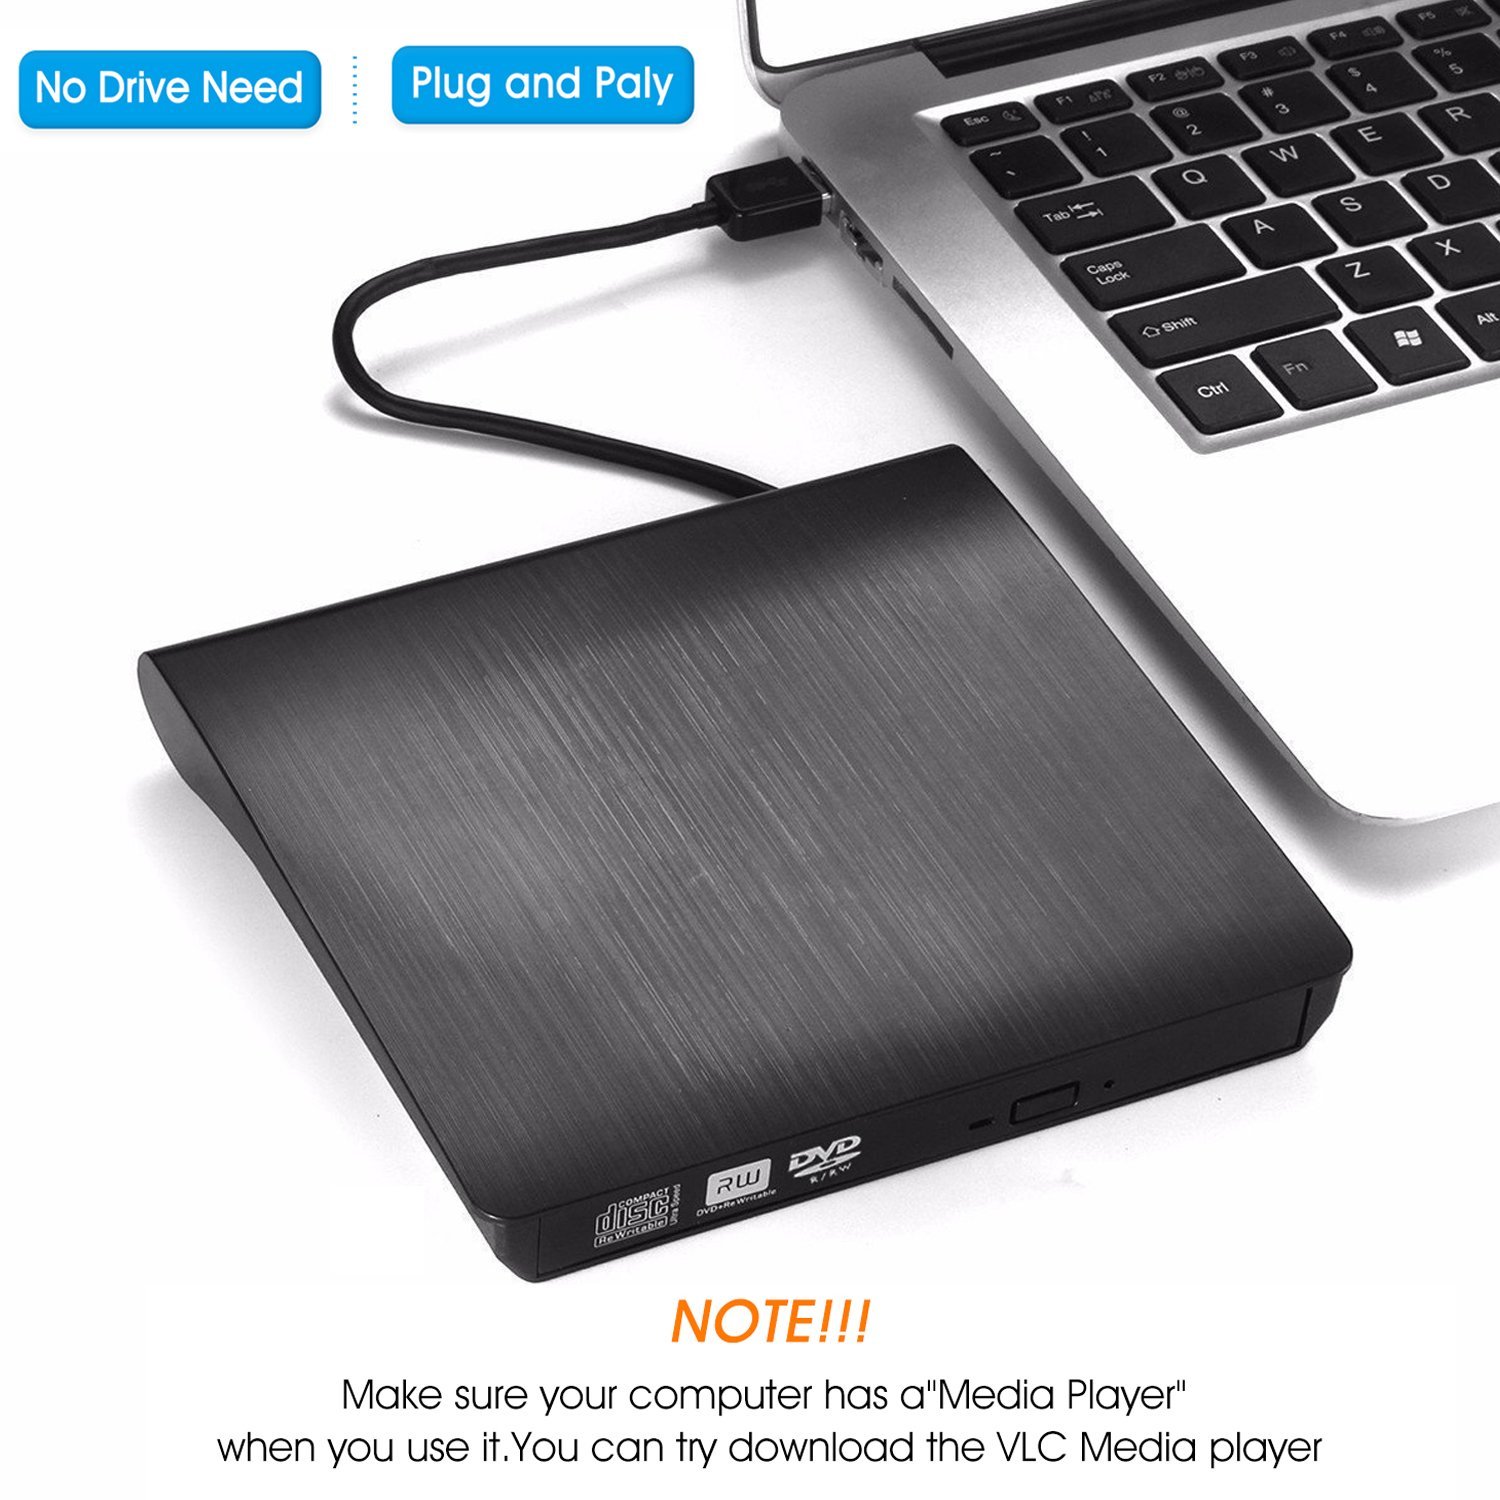 No Drive Need
Plug and Paly
Esc
F1
F2
F3
F4
F5
~
`
!
1
@
2
#
3
$
4
%
5
Tab
Q
W
E
R
Caps
Lock
A
S
D
Shift
Z
X
Ctrl
Fn
Alt
COMPACT
disc
ReWritable
Ultra Speed
RW
DVD+ReWritable
DVD
R/RW
NOTE!!!
Make sure your computer has a"Media Player"
when you use it.You can try download the VLC Media player